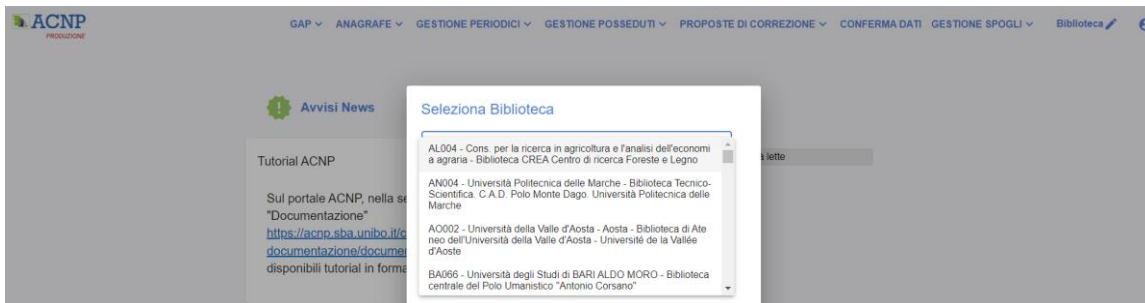 ACNP
PRODUZIONE
GAP ANAGRAFE GESTIONE PERIODICI GESTIONE POSSEDUTI PROPOSTE DI CORREZIONE CONFERMA DATI GESTIONE SPOGLI Biblioteca
Avvisi News
Seleziona Biblioteca
AL004 - Cons. per la ricerca in agricoltura e l'analisi dell'economi
a agraria - Biblioteca CREA Centro di ricerca Foreste e Legno
a lette
Tutorial ACNP
AN004 - Università Politecnica delle Marche - Biblioteca Tecnico-
Scientifica. C.A.D. Polo Monte Dago. Università Politecnica delle
Marche
Sul portale ACNP, nella se
"Documentazione"
https://acnp.sba.unibo.it/c
documentazione/documer
disponibili tutorial in forma
AO002 - Università della Valle d'Aosta - Aosta - Biblioteca di Ate
neo dell'Università della Valle d'Aosta - Université de la Vallée
d'Aoste
BA066 - Università degli Studi di BARI ALDO MORO - Biblioteca
centrale del Polo Umanistico "Antonio Corsano"